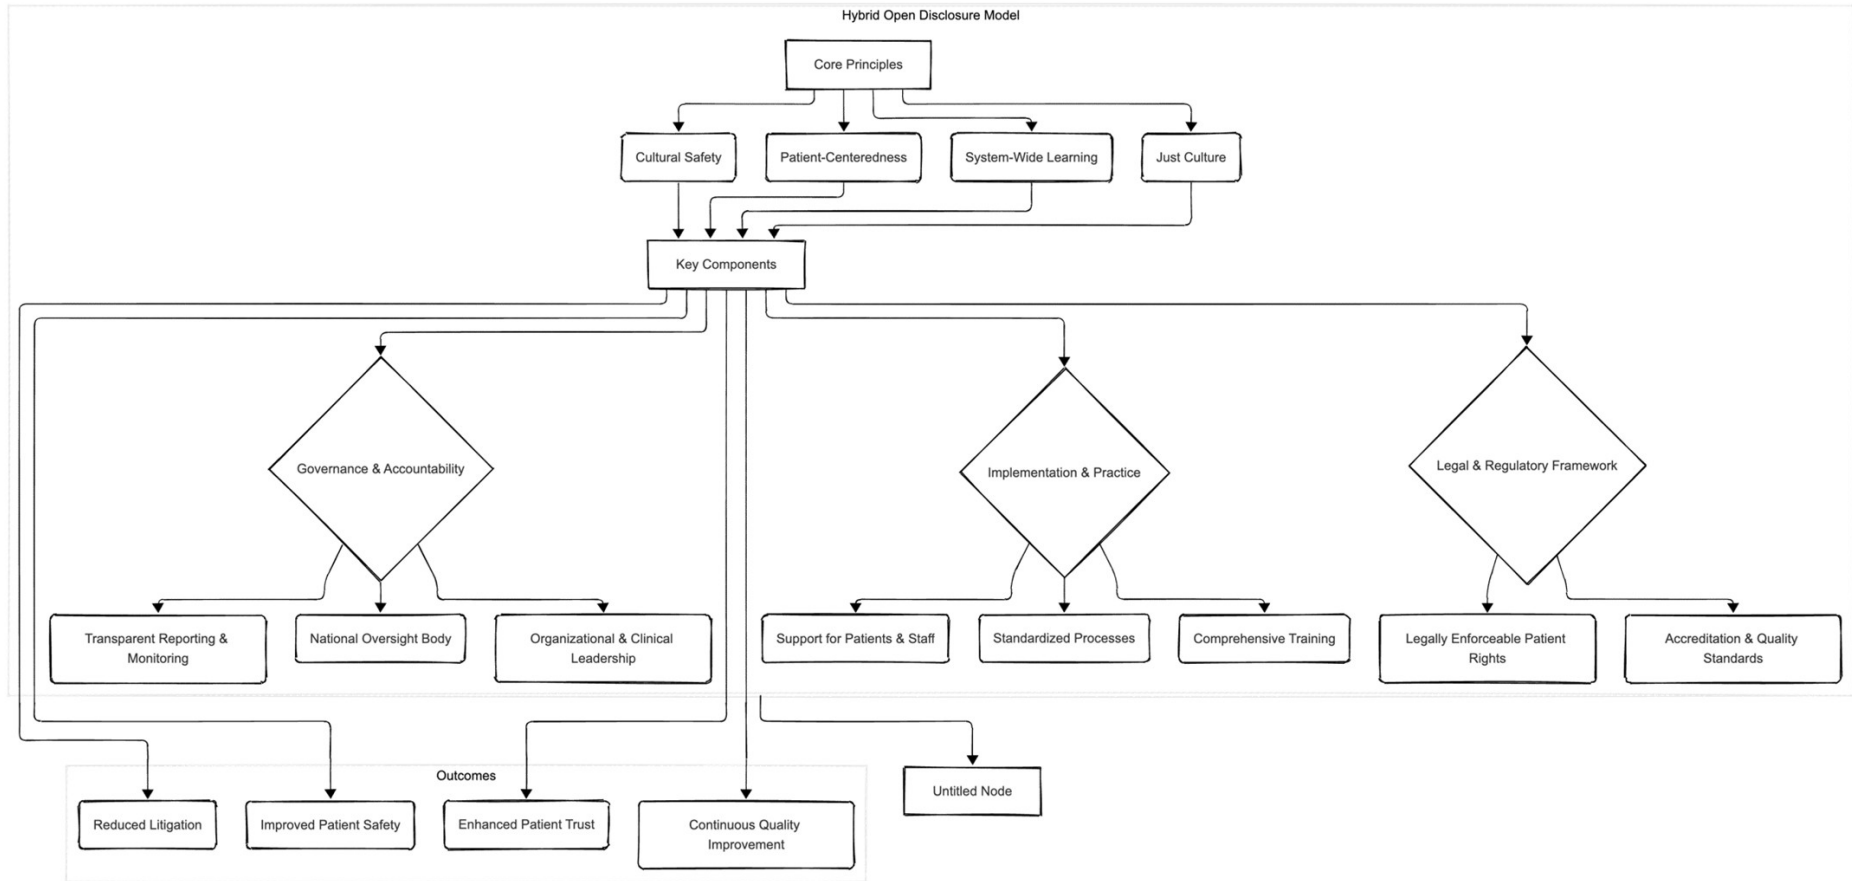 Hybrid Open Disclosure Model
Core Principles
Cultural Safety
Patient-Centeredness
System-Wide Learning
Just Culture
Key Components
Governance & Accountability
Implementation & Practice
Legal & Regulatory Framework
Transparent Reporting &
Monitoring
National Oversight Body
Organizational & Clinical
Leadership
Support for Patients & Staff
Standardized Processes
Comprehensive Training
Legally Enforceable Patient
Rights
Accreditation & Quality
Standards
Outcomes
Reduced Litigation
Improved Patient Safety
Enhanced Patient Trust
Continuous Quality
Improvement
Untitled Node